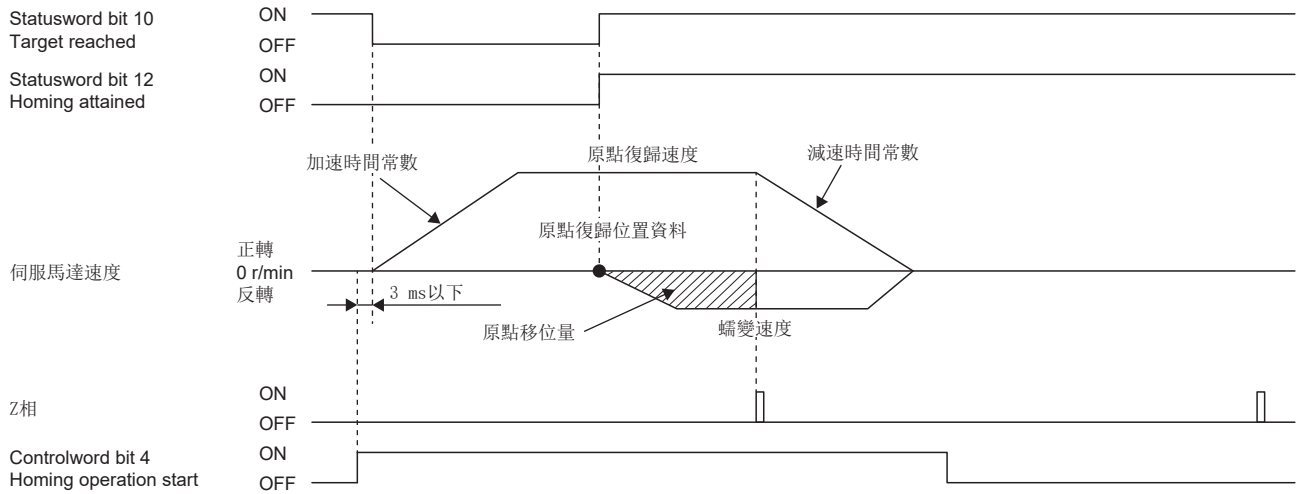 Statusword bit 10
Target reached
ON
OFF
Statusword bit 12
Homing attained
ON
OFF
加速時間常數
原點復歸速度
減速時間常數
原點復歸位置資料
伺服馬達速度
正轉
0 r/min
反轉
3 ms以下
原點移位量
蠕變速度
Z相
ON
OFF
Controlword bit 4
Homing operation start
ON
OFF